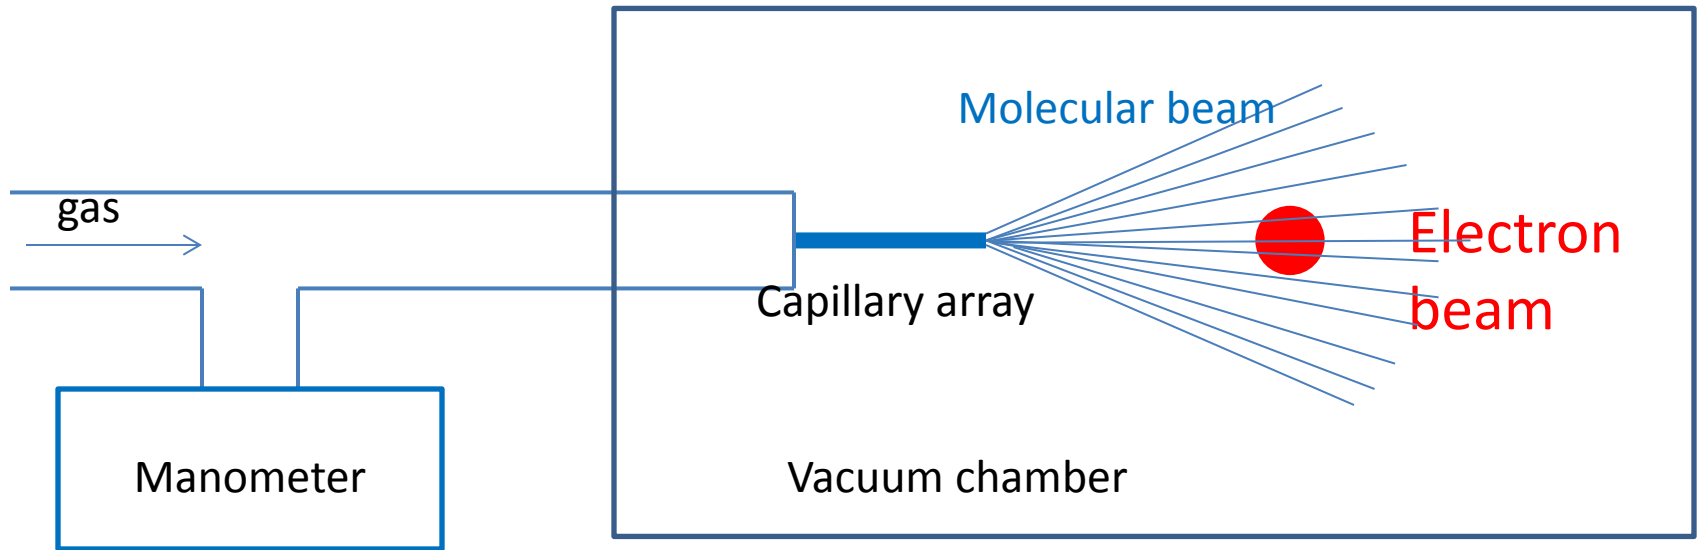 Molecular beam
gas
Electron
beam
Capillary array
Manometer
Vacuum chamber